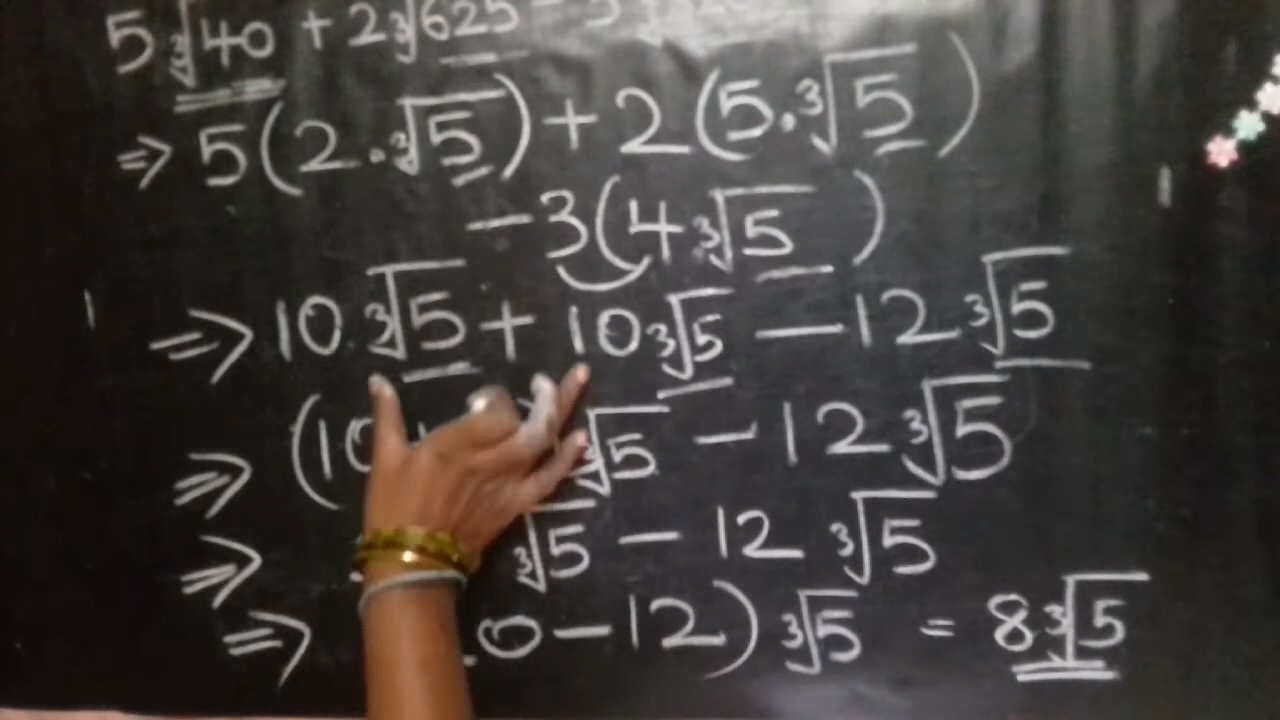 5∛40 + 2∛625 - 3
=> 5(2.∛5) + 2(5.∛5)
-3(4∛5)
=> 10∛5 + 10∛5 - 12∛5
=> (10 ∛5 - 12∛5
=> ∛5 - 12∛5
=> 0-12)∛5 = 8∛5